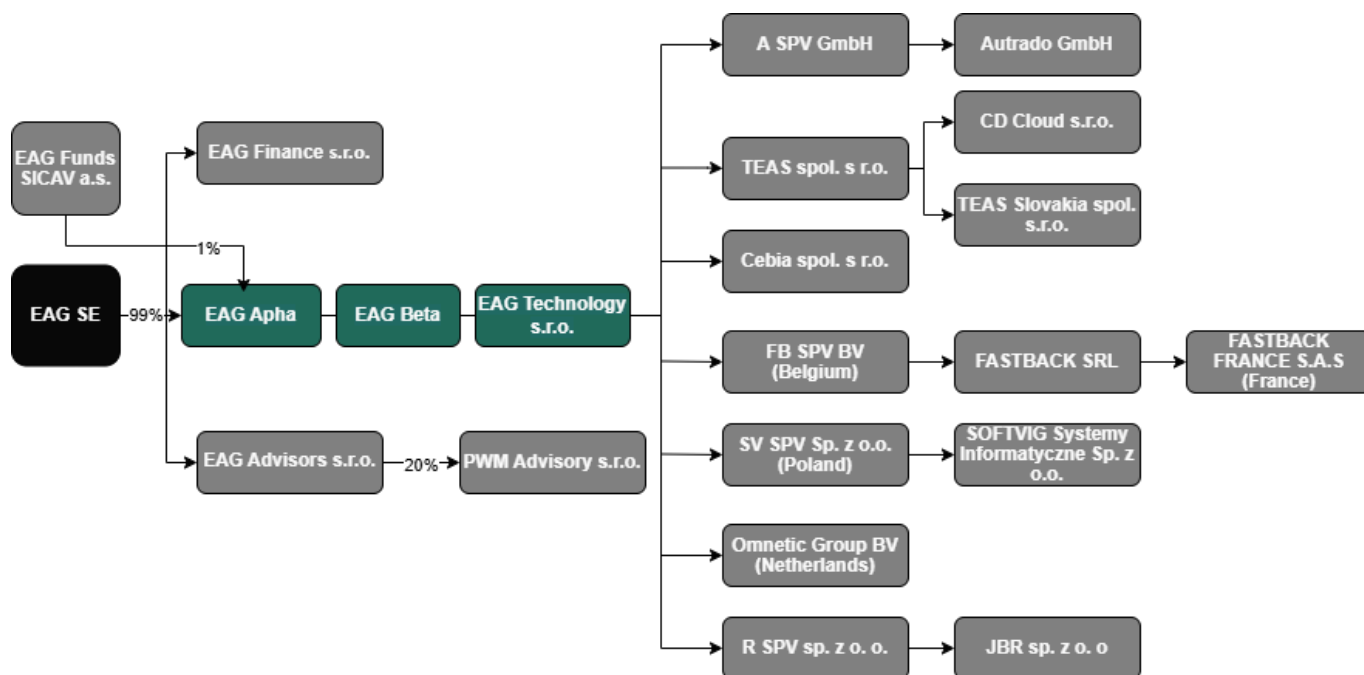 A SPV GmbH
Autrado GmbH
EAG Funds
SICAV a.s.
EAG Finance s.r.o.
TEAS spol. s r.o.
CD Cloud s.r.o.
TEAS Slovakia spol.
s.r.o.
1%
Cebia spol. s r.o.
EAG SE
99%
EAG Apha
EAG Beta
EAG Technology
s.r.o.
FB SPV BV
(Belgium)
FASTBACK SRL
FASTBACK
FRANCE S.A.S
(France)
EAG Advisors s.r.o.
20%
PWM Advisory s.r.o.
SV SPV Sp. z o.o.
(Poland)
SOFTVIG Systemy
Informatyczne Sp. z
o.o.
Omnetic Group BV
(Netherlands)
R SPV sp. z o. o.
JBR sp. z o. o